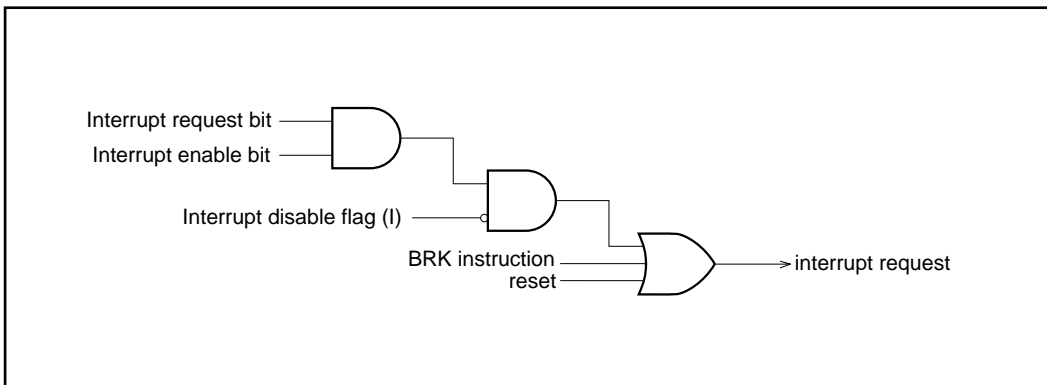 Interrupt request bit
Interrupt enable bit
Interrupt disable flag (I)
BRK instruction
reset
interrupt request